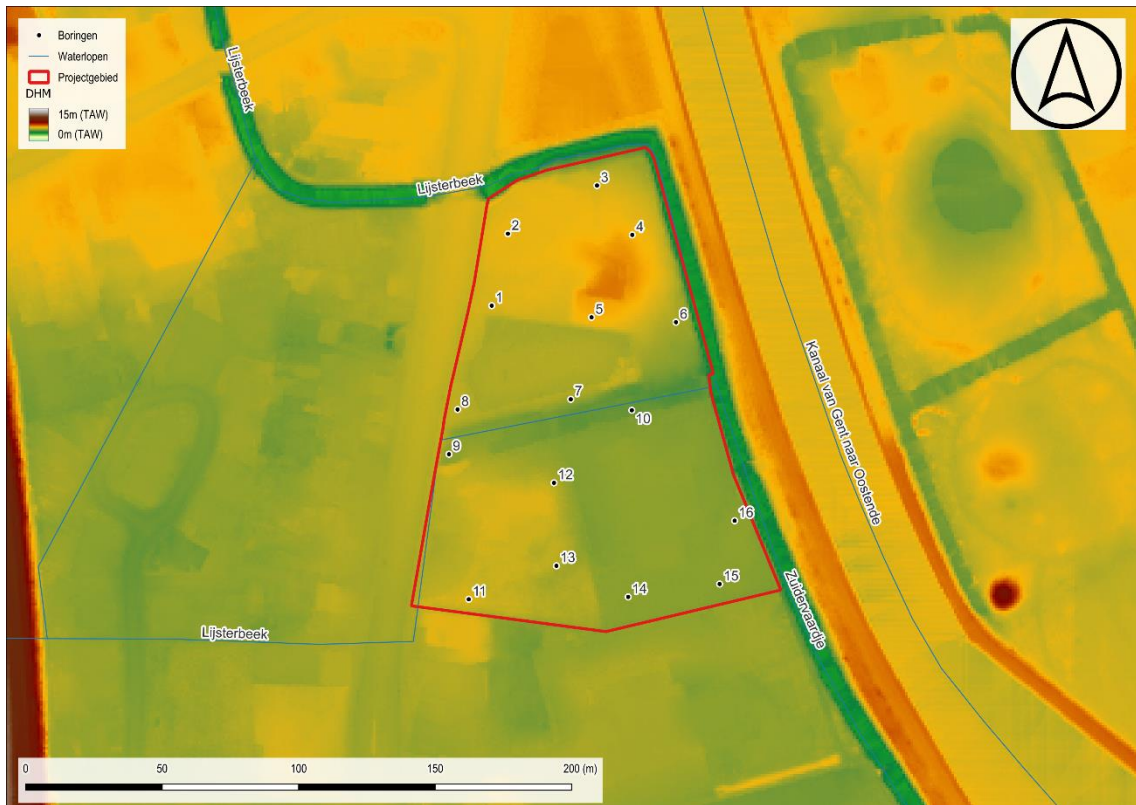 Boringen
Waterlopen
Projectgebied
DHM
15m (TAW)
0m (TAW)
Lijsterbeek
Lijsterbeek
3
2
4
1
5
6
Kanaal van Gent naar Oostende
7
8
10
9
12
16
13
15
14
11
Zuidervaardje
Lijsterbeek
0 50 100 150 200 (m)